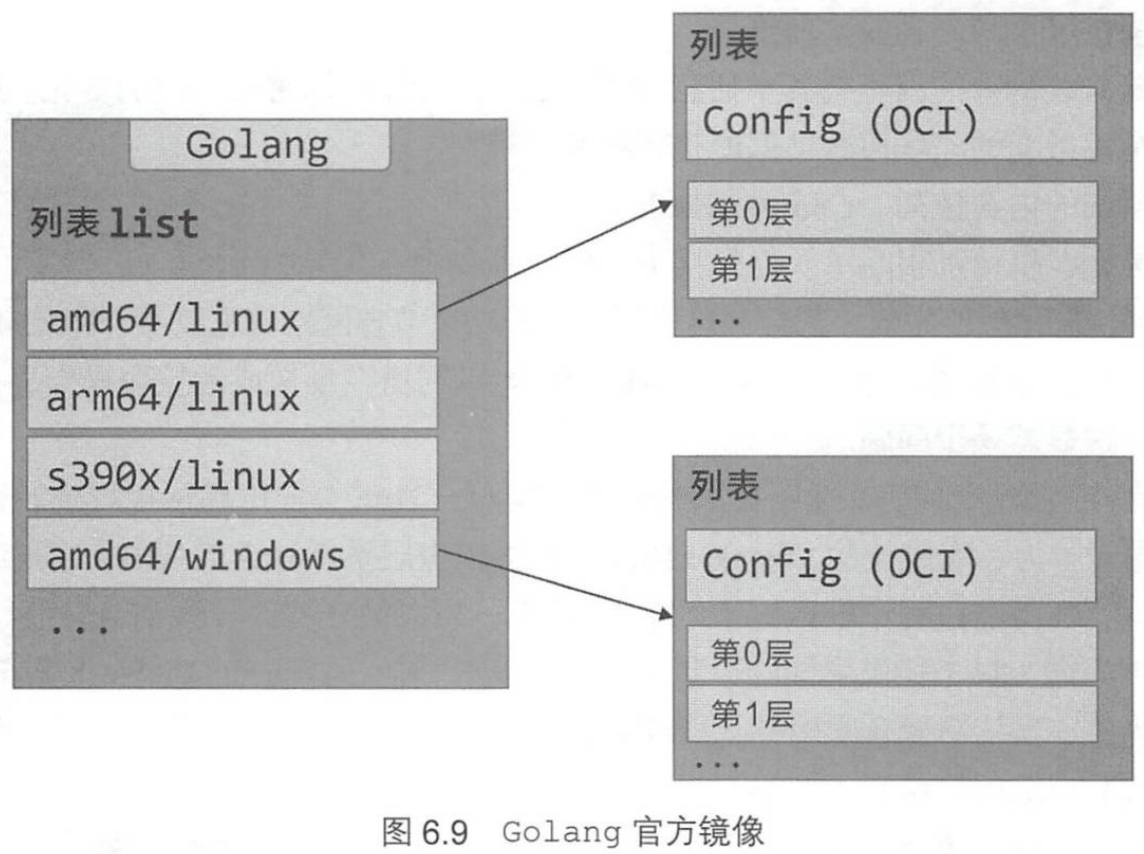 Golang
列表 list
amd64/linux
arm64/linux
s390x/linux
amd64/windows
...
列表
Config (OCI)
第0层
第1层
...
列表
Config (OCI)
第0层
第1层
...
图 6.9 Golang 官方镜像